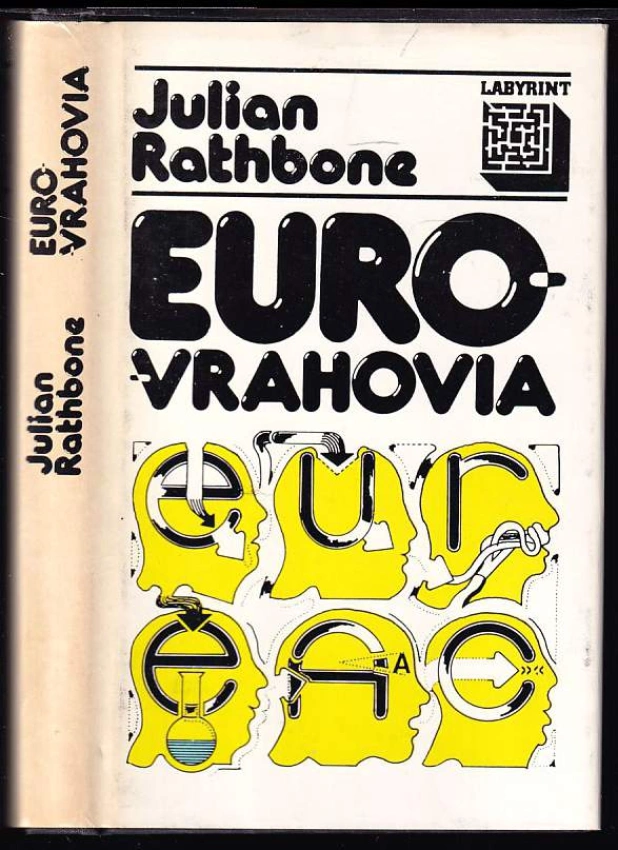 EURO-
-VRAHOVIA
Julian
Rathbone
Julian
Rathbone
LABYRINT
EURO-
-VRAHOVIA
e u r
e A c
A